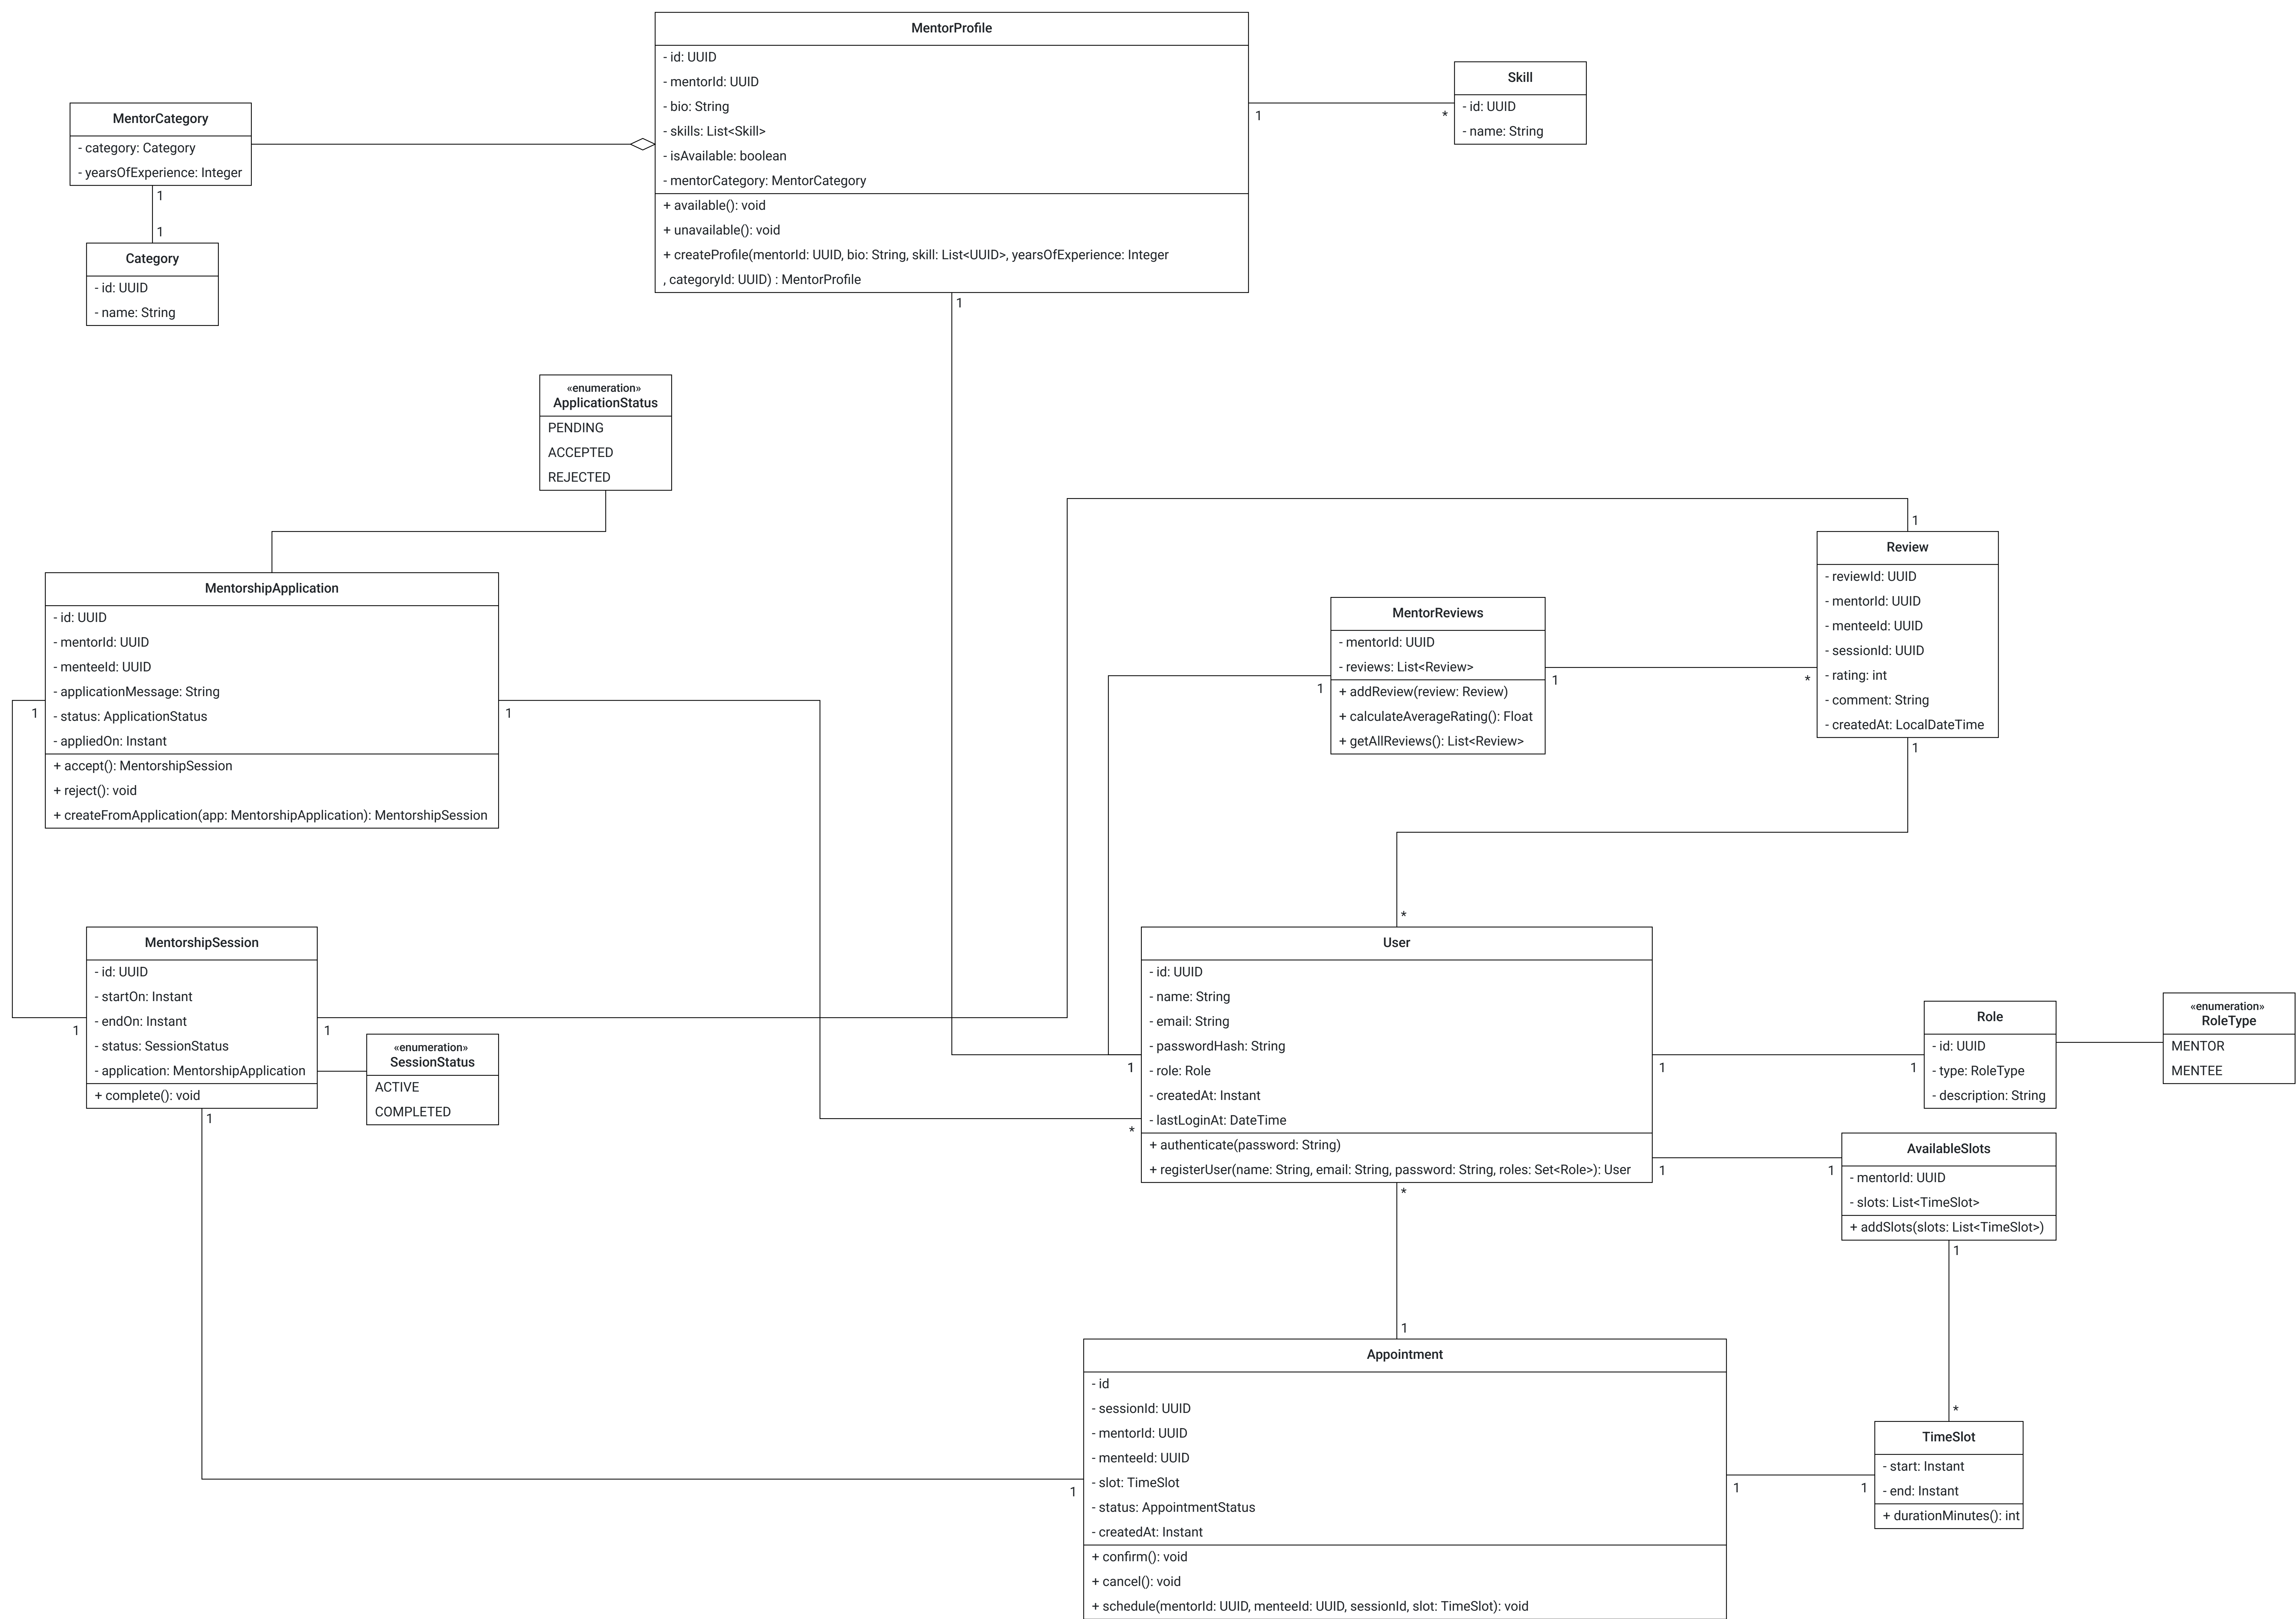 MentorProfile
- id: UUID
- mentorId: UUID
- bio: String
- skills: List<Skill>
- isAvailable: boolean
- mentorCategory: MentorCategory
+ available(): void
+ unavailable(): void
+ createProfile(mentorId: UUID, bio: String, skill: List<UUID>, yearsOfExperience: Integer
, categoryId: UUID) : MentorProfile
1
1
*
Skill
- id: UUID
- name: String
MentorCategory
- category: Category
- yearsOfExperience: Integer
1
1
Category
- id: UUID
- name: String
«enumeration»
ApplicationStatus
PENDING
ACCEPTED
REJECTED
MentorshipApplication
- id: UUID
- mentorId: UUID
- menteeId: UUID
- applicationMessage: String
- status: ApplicationStatus
- appliedOn: Instant
+ accept(): MentorshipSession
+ reject(): void
+ createFromApplication(app: MentorshipApplication): MentorshipSession
1
1
MentorReviews
- mentorId: UUID
- reviews: List<Review>
+ addReview(review: Review)
+ calculateAverageRating(): Float
+ getAllReviews(): List<Review>
1
1
*
1
Review
- reviewId: UUID
- mentorId: UUID
- menteeId: UUID
- sessionId: UUID
- rating: int
- comment: String
- createdAt: LocalDateTime
1
MentorshipSession
- id: UUID
- startOn: Instant
- endOn: Instant
- status: SessionStatus
- application: MentorshipApplication
+ complete(): void
1
1
1
«enumeration»
SessionStatus
ACTIVE
COMPLETED
*
User
- id: UUID
- name: String
- email: String
- passwordHash: String
- role: Role
- createdAt: Instant
- lastLoginAt: DateTime
+ authenticate(password: String)
+ registerUser(name: String, email: String, password: String, roles: Set<Role>): User
1
*
1
1
*
1
Role
- id: UUID
- type: RoleType
- description: String
«enumeration»
RoleType
MENTOR
MENTEE
1
AvailableSlots
- mentorId: UUID
- slots: List<TimeSlot>
+ addSlots(slots: List<TimeSlot>)
1
*
1
Appointment
- id
- sessionId: UUID
- mentorId: UUID
- menteeId: UUID
- slot: TimeSlot
- status: AppointmentStatus
- createdAt: Instant
+ confirm(): void
+ cancel(): void
+ schedule(mentorId: UUID, menteeId: UUID, sessionId, slot: TimeSlot): void
1
1
1
TimeSlot
- start: Instant
- end: Instant
+ durationMinutes(): int